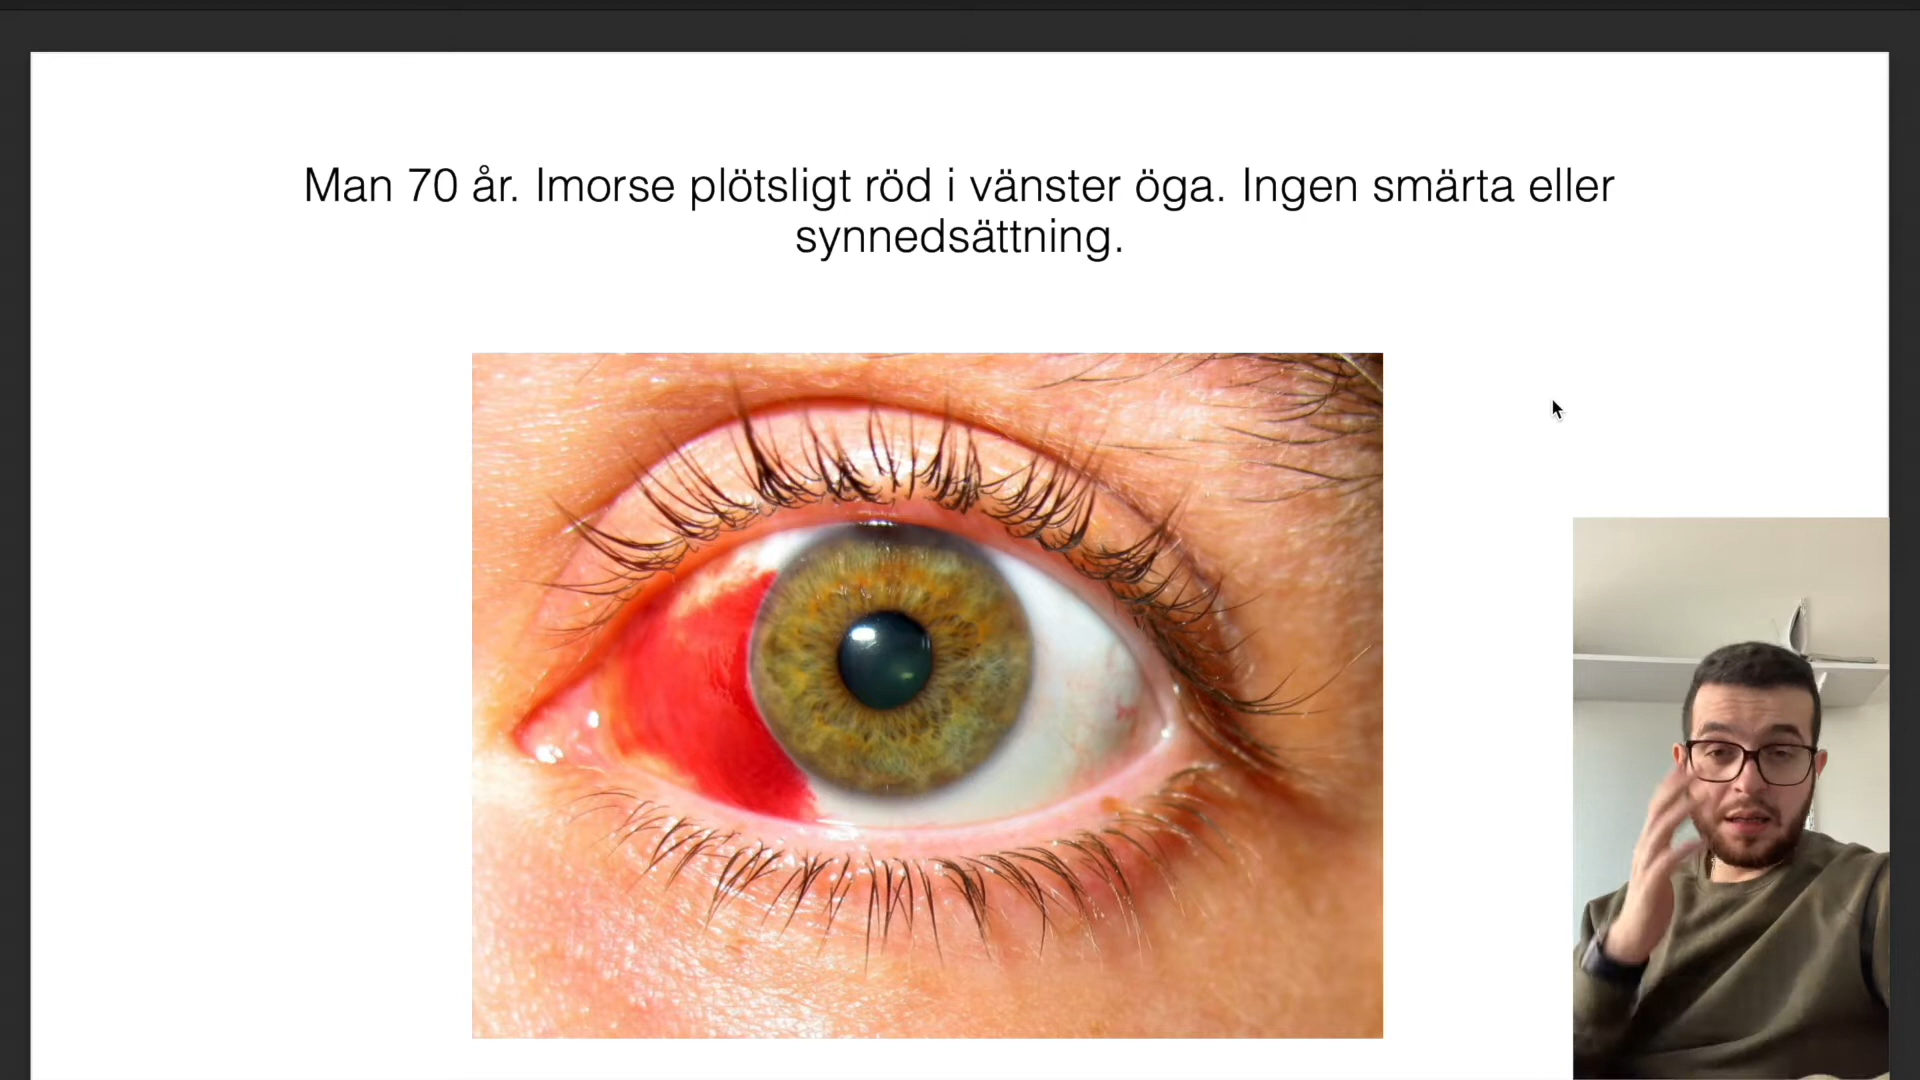 Man 70 år. Imorse plötsligt röd i vänster öga. Ingen smärta eller
synnedsättning.